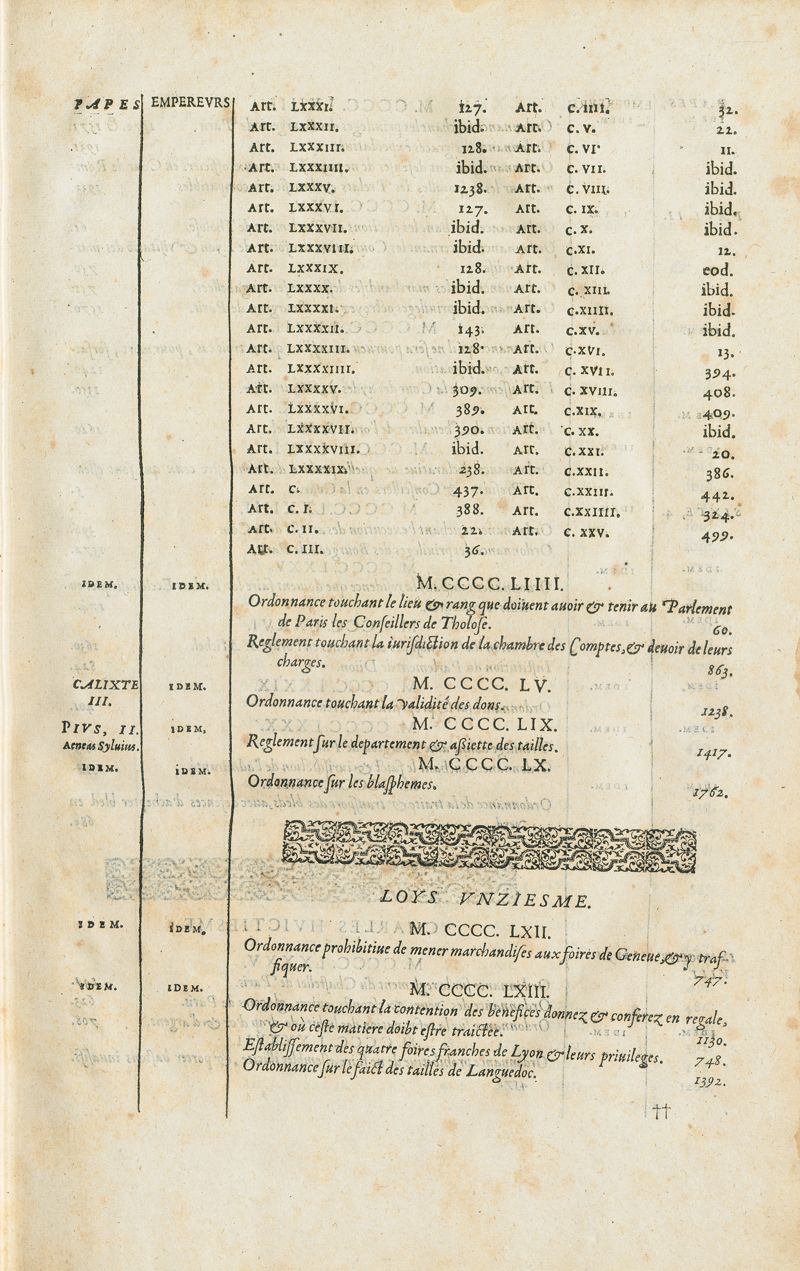 PAPES EMPEREVRS Art. LXXXI. 127. Art. C. IIII. 32.
Art. LXXXII. ibid. Art. C. V. 22.
Art. LXXXIII. 128. Art. C. VI. 11.
Art. LXXXIIII. ibid. Art. C. VII. ibid.
Art. LXXXV. 1238. Art. C. VIII. ibid.
Art. LXXXVI. 127. Art. C. IX. ibid.
Art. LXXXVII. ibid. Art. C. X. ibid.
Art. LXXXVIII. ibid. Art. C.XI. 12.
Art. LXXXIX. 128. Art. C. XII. eod.
Art. LXXXX. ibid. Art. C. XIII. ibid.
Art. LXXXXI. ibid. Art. C.XIIII. ibid.
Art. LXXXXII. 143. Art. C.XV. ibid.
Art. LXXXXIII. 128. Art. C.XVI. 13.
Art. LXXXXIIII. ibid. Art. C. XVII. 394.
Art. LXXXXV. 309. Art. C. XVIII. 408.
Art. LXXXXVI. 389. Art. C.XIX. 409.
Art. LXXXXVII. 390. Art. C. XX. ibid.
Art. LXXXXVIII. ibid. Art. C.XXI. 20.
Art. LXXXXIX. 238. Art. C.XXII. 386.
Art. C. 437. Art. C.XXIII. 442.
Art. C. I. 388. Art. C.XXIIII. 324.
Art. C. II. 22. Art. C. XXV. 499.
Art. C. III. 36.
IDEM. IDEM. M. CCCC. LIIII.
Ordonnance touchant le lieu & rang que doiuent auoir & tenir au Parlement
de Paris les Conſeillers de Tholoſe. 60.
Reglement touchant la iuriſdiction de la chambre des Comptes, & deuoir de leurs
charges. 863.
CALIXTE IDEM. M. CCCC. LV.
III. Ordonnance touchant la validité des dons. 1238.
PIVS, II. IDEM, M. CCCC. LIX.
Aeneas Syluius. Reglement ſur le departement & aſsiette des tailles. 1417.
IDEM. IDEM. M. CCCC. LX.
Ordonnance ſur les blaſphemes. 1762.
LOYS VNZIESME.
IDEM. IDEM. M. CCCC. LXII.
Ordonnance prohibitiue de mener marchandiſes aux foires de Geneue, & y traf-
fiquer. 747.
IDEM. IDEM. M. CCCC. LXIII.
Ordonnance touchant la contention des benefices donnez & conferez en regale,
& où ceſte matiere doibt eſtre traictée. 1130.
Eſtabliſſement des quatre foires franches de Lyon & leurs priuileges. 748.
Ordonnance ſur le faict des tailles de Languedoc. 1392.
††